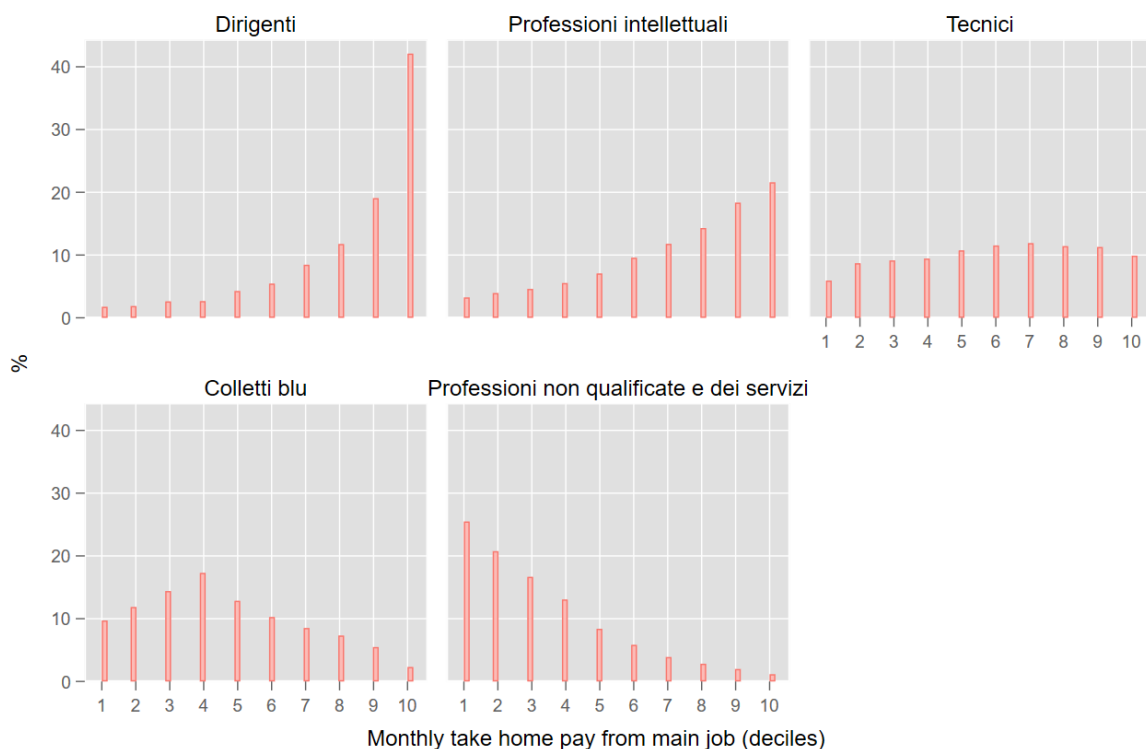 Dirigenti
Professioni intellettuali
Tecnici
40
30
20
10
0
1 2 3 4 5 6 7 8 9 10
%
Colletti blu
Professioni non qualificate e dei servizi
40
30
20
10
0
1 2 3 4 5 6 7 8 9 10
1 2 3 4 5 6 7 8 9 10
Monthly take home pay from main job (deciles)